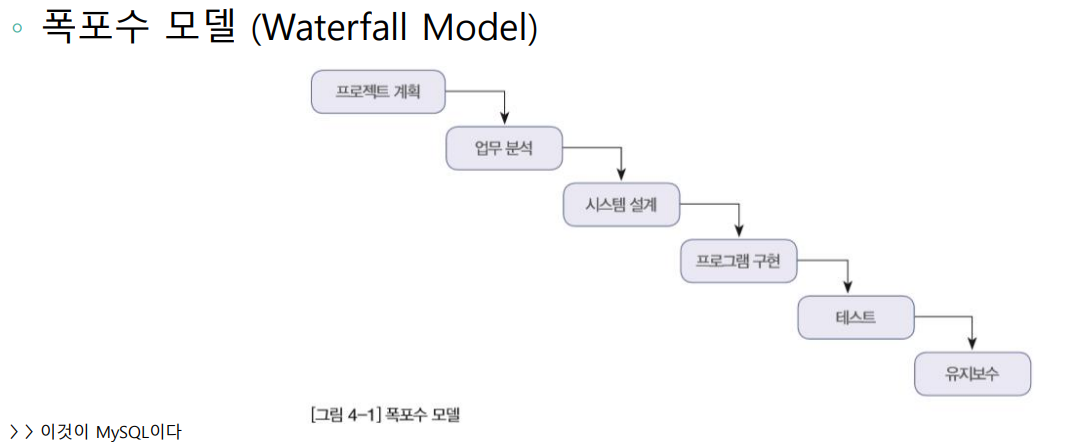 ◦ 폭포수 모델 (Waterfall Model)
프로젝트 계획
업무 분석
시스템 설계
프로그램 구현
테스트
유지보수
[그림 4-1] 폭포수 모델
> > 이것이 MySQL이다